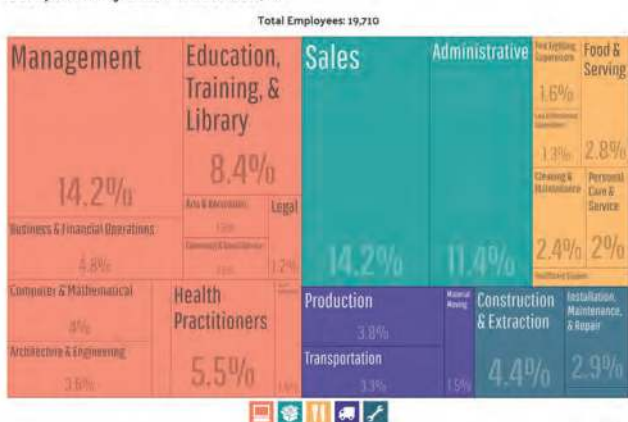 Total Employees: 19,710
Management
14.2%
Education,
Training, &
Library
8.4%
Sales
14.2%
Administrative
11.4%
1.6%
1.3%
Food &
Serving
2.8%
Cleaning &
Maintenance
2.4%
Personal
Care &
Service
2%
Business & Financial Operations
4.8%
Arts & Recreation
Legal
1.2%
Computer & Mathematical
4%
Architecture & Engineering
3.6%
Health
Practitioners
5.5%
Production
3.8%
Transportation
3.3%
Material
Moving
1.5%
Construction
& Extraction
4.4%
Installation,
Maintenance,
& Repair
2.9%